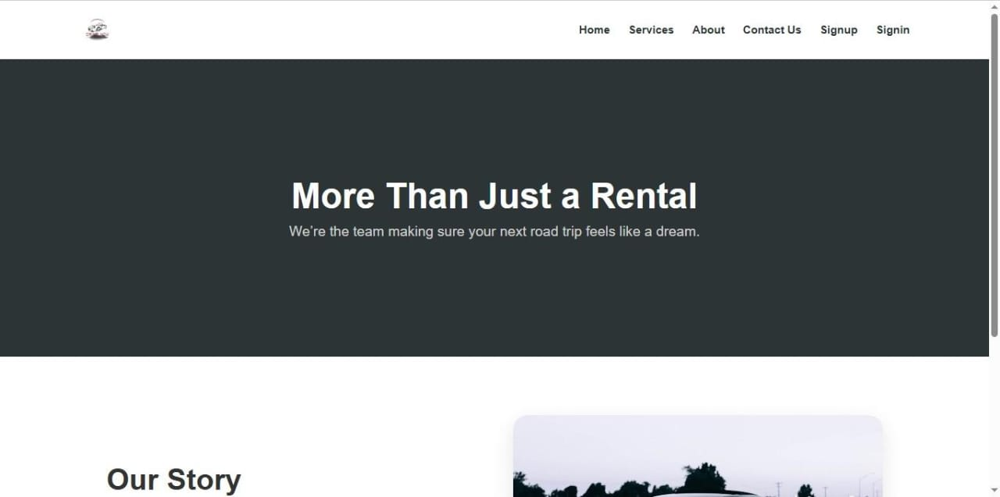 Home Services About Contact Us Signup Signin
More Than Just a Rental
We're the team making sure your next road trip feels like a dream.
Our Story